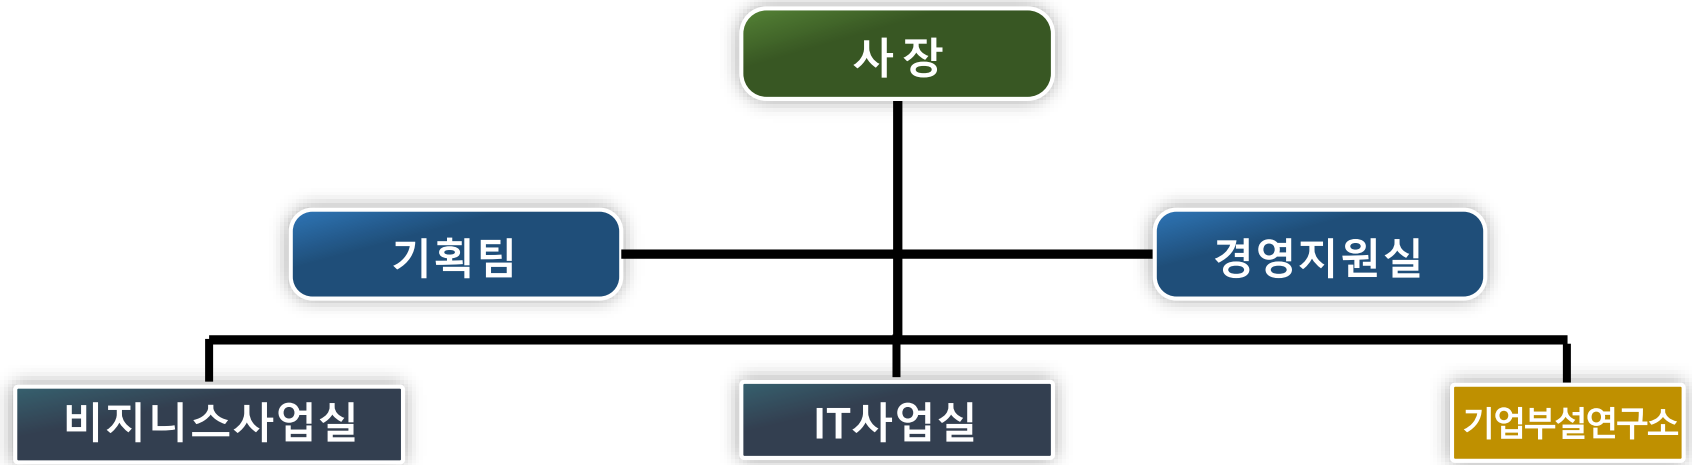 사 장
기획팀
경영지원실
비지니스사업실
IT사업실
기업부설연구소